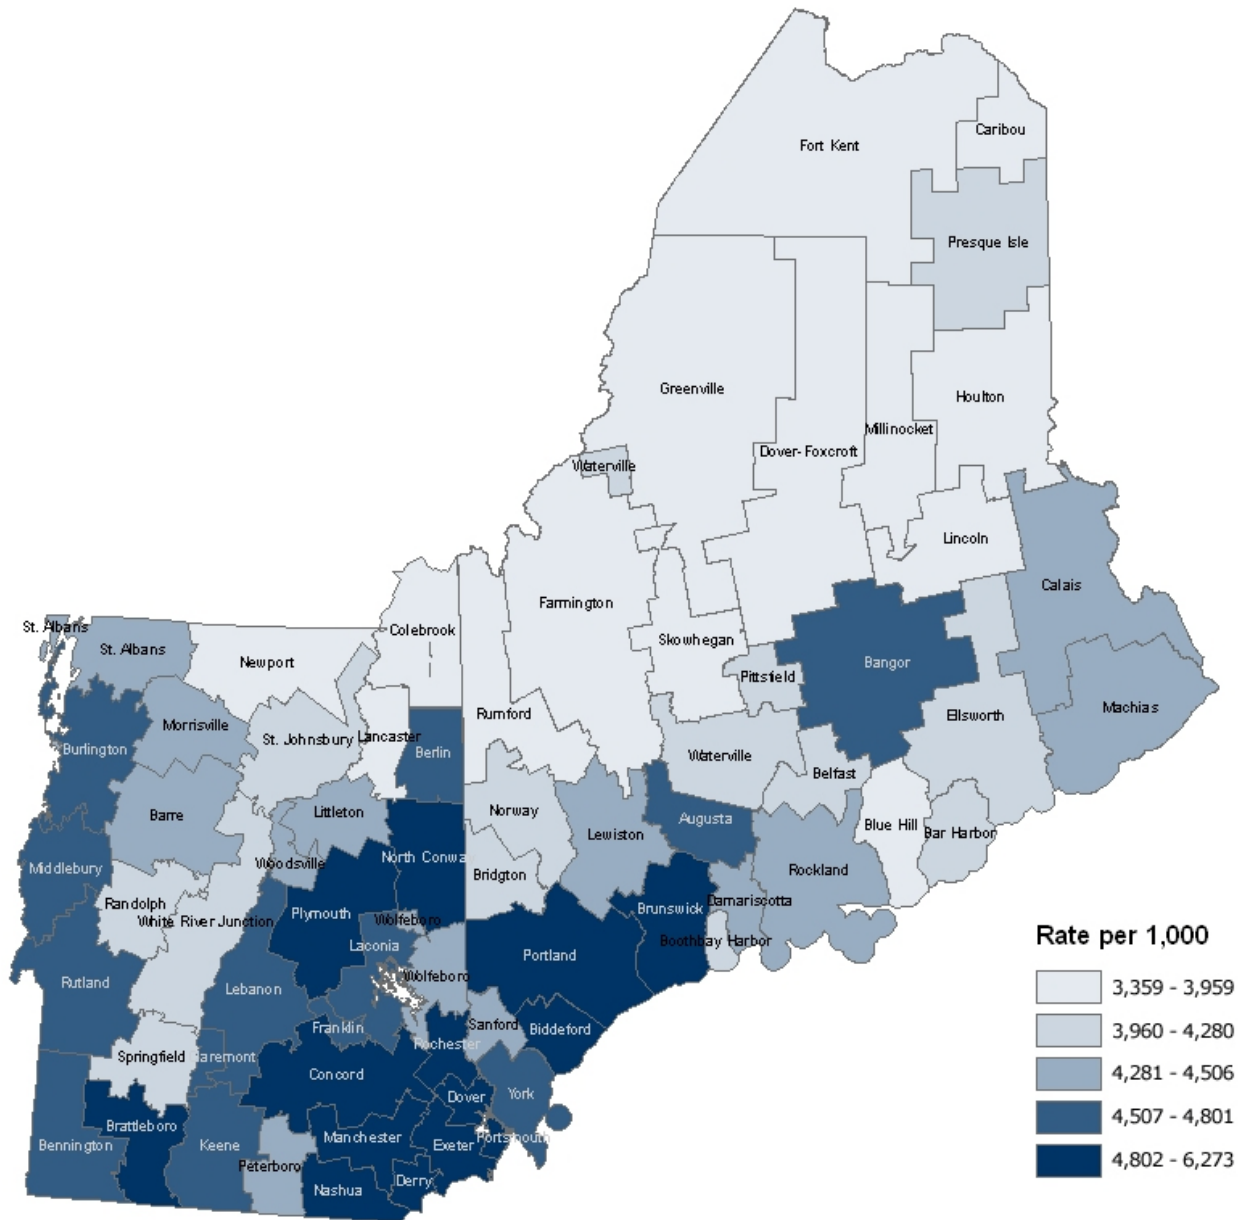 Fort Kent
Caribou
Presque Isle
Greenville
Houlton
Millinocket
Dover-Foxcroft
Waterville
Lincoln
Calais
Farmington
St. Albans
St. Albans
Colebrook
Skowhegan
Newport
Bangor
Pittsfield
Machias
Rumford
Ellsworth
Morrisville
St. Johnsbury
Lancaster
Burlington
Berlin
Waterville
Belfast
Norway
Littleton
Barre
Augusta
Blue Hill
Bar Harbor
Lewiston
North Conwa
Woodsville
Middlebury
Rockland
Bridgton
Randolph
Damariscotta
Brunswick
Plymouth
Wolfeboro
White River Junction
Rate per 1,000
Laconia
Boothbay Harbor
Portland
Wolfeboro
Rutland
Lebanon
3,359 - 3,959
Franklin
Sanford
Biddeford
3,960 - 4,280
Rochester
Springfield
laremont
Concord
4,281 - 4,506
York
Dover
4,507 - 4,801
Brattleboro
Manchester
Portsmouth
Bennington
Keene
Exeter
4,802 - 6,273
Peterboro
Derry
Nashua